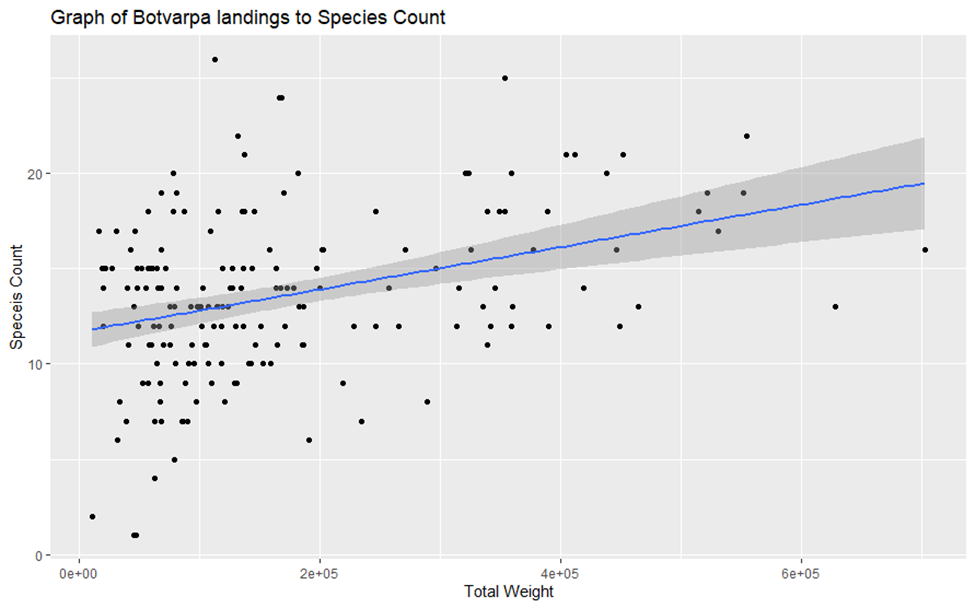 Graph of Botvarpa landings to Species Count
Speceis Count
20
10
0
0e+00 2e+05 4e+05 6e+05
Total Weight